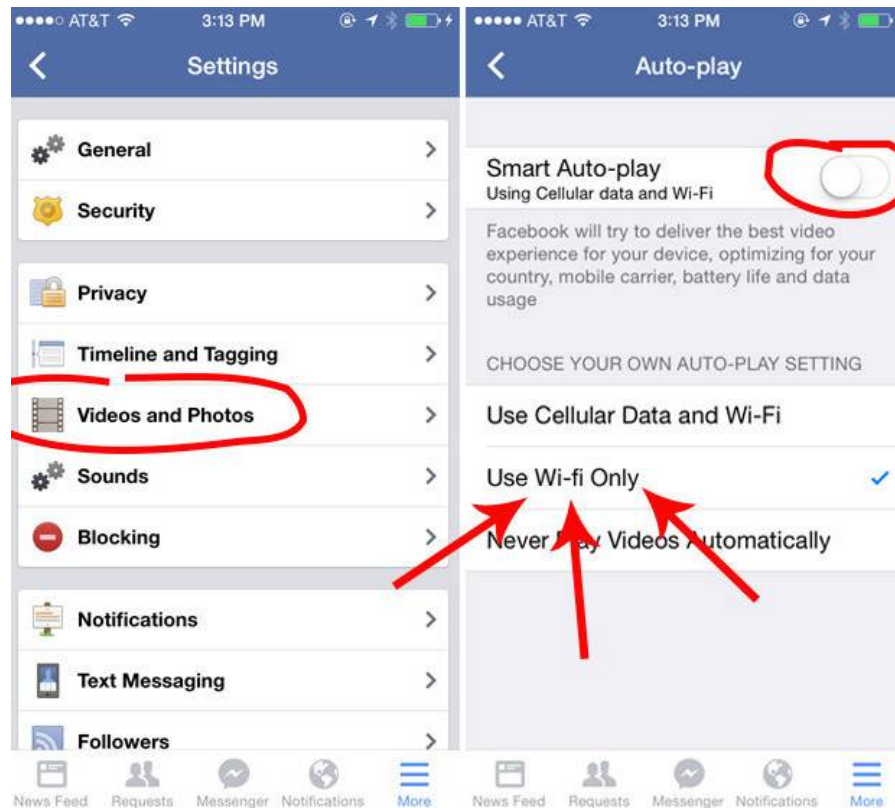 AT&T 3:13 PM
Settings
General
Security
Privacy
Timeline and Tagging
Videos and Photos
Sounds
Blocking
Notifications
Text Messaging
Followers
News Feed Requests Messenger Notifications More
AT&T 3:13 PM
Auto-play
Smart Auto-play
Using Cellular data and Wi-Fi
Facebook will try to deliver the best video
experience for your device, optimizing for your
country, mobile carrier, battery life and data
usage
CHOOSE YOUR OWN AUTO-PLAY SETTING
Use Cellular Data and Wi-Fi
Use Wi-fi Only
Never Play Videos Automatically
News Feed Requests Messenger Notifications More